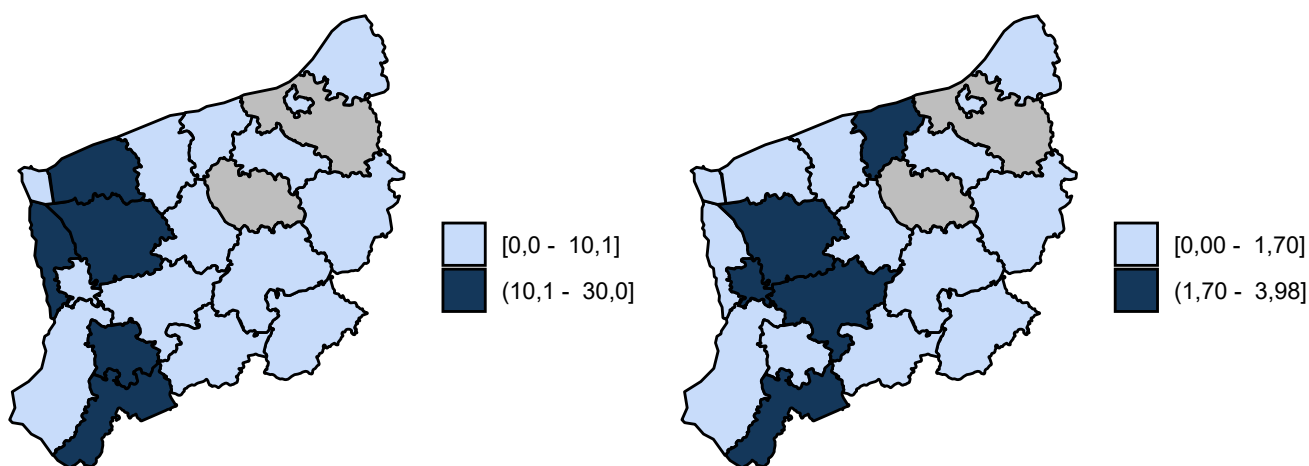 [0,0 - 10,1]
(10,1 - 30,0]
[0,00 - 1,70]
(1,70 - 3,98]